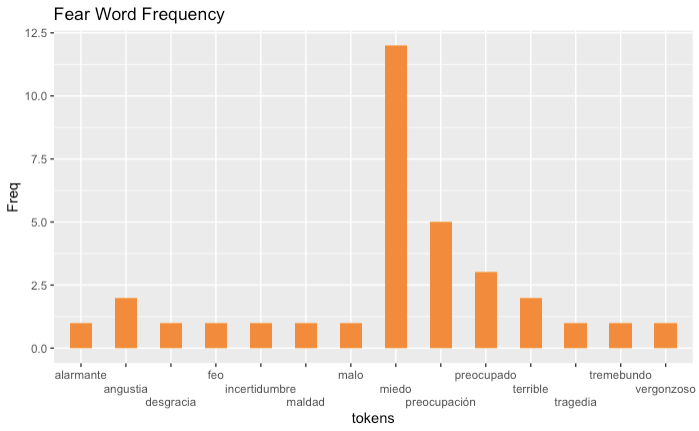 Fear Word Frequency
12.5
10.0
7.5
5.0
2.5
0.0
Freq
alarmante feo malo preocupado tremebundo
angustia incertidumbre miedo terrible vergonzoso
desgracia maldad preocupación tragedia
tokens